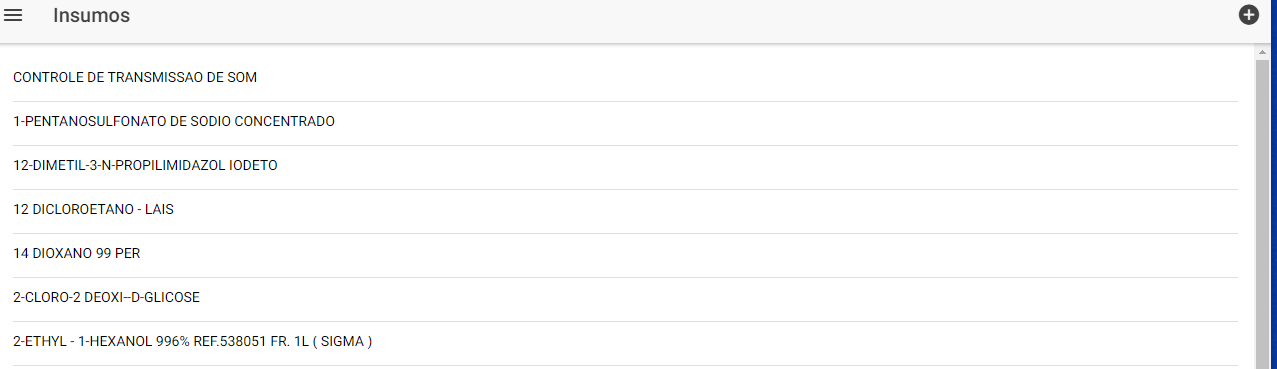 Insumos
CONTROLE DE TRANSMISSAO DE SOM
1-PENTANOSULFONATO DE SODIO CONCENTRADO
12-DIMETIL-3-N-PROPILIMIDAZOL IODETO
12 DICLOROETANO - LAIS
14 DIOXANO 99 PER
2-CLORO-2 DEOXI--D-GLICOSE
2-ETHYL - 1-HEXANOL 996% REF.538051 FR. 1L ( SIGMA )